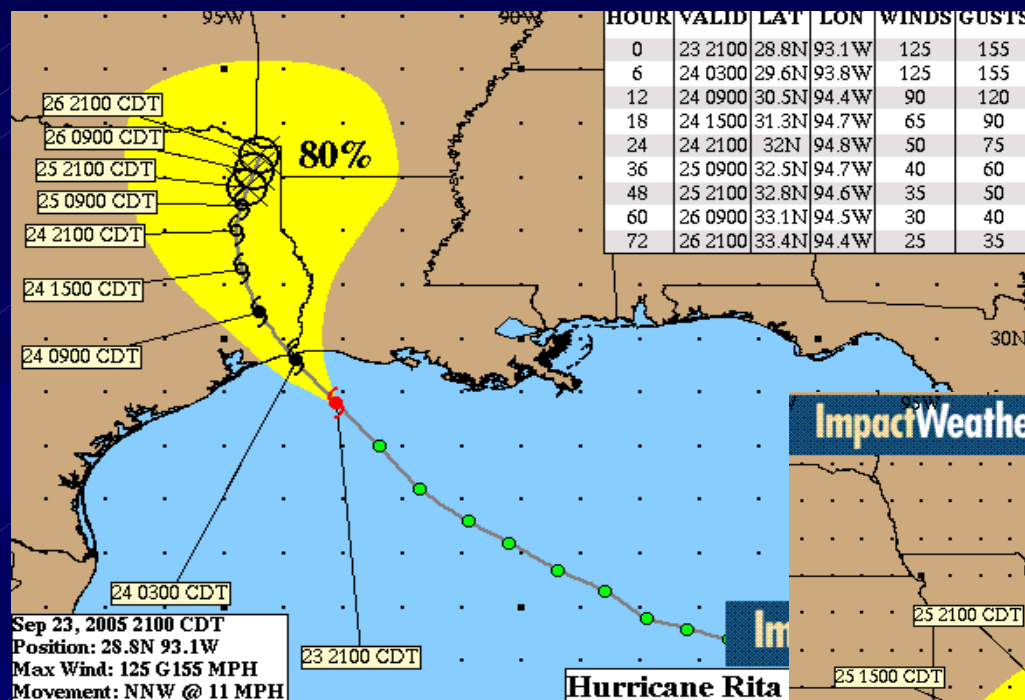 95W
90W
HOUR VALID LAT LON WINDS GUSTS
0 23 2100 28.8N 93.1W 125 155
6 24 0300 29.6N 93.8W 125 155
12 24 0900 30.5N 94.4W 90 120
18 24 1500 31.3N 94.7W 65 90
24 24 2100 32N 94.8W 50 75
36 25 0900 32.5N 94.7W 40 60
48 25 2100 32.8N 94.6W 35 50
60 26 0900 33.1N 94.5W 30 40
72 26 2100 33.4N 94.4W 25 35
26 2100 CDT
26 0900 CDT
25 2100 CDT
25 0900 CDT
24 2100 CDT
24 1500 CDT
24 0900 CDT
80%
30N
95W
ImpactWeathe
24 0300 CDT
23 2100 CDT
Sep 23, 2005 2100 CDT
Position: 28.8N 93.1W
Max Wind: 125 G155 MPH
Movement: NNW @ 11 MPH
Im
Hurricane Rita
25 2100 CDT
25 1500 CDT